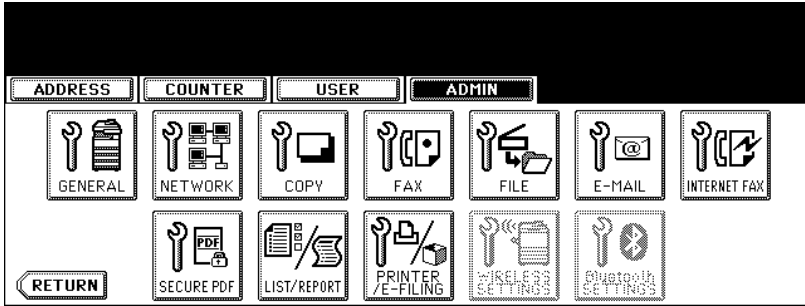 ADDRESS COUNTER USER ADMIN
GENERAL NETWORK COPY FAX FILE E-MAIL INTERNET FAX
@
PDF
SECURE PDF LIST/REPORT PRINTER
/E-FILING WIRELESS
SETTINGS Bluetooth
SETTINGS
RETURN